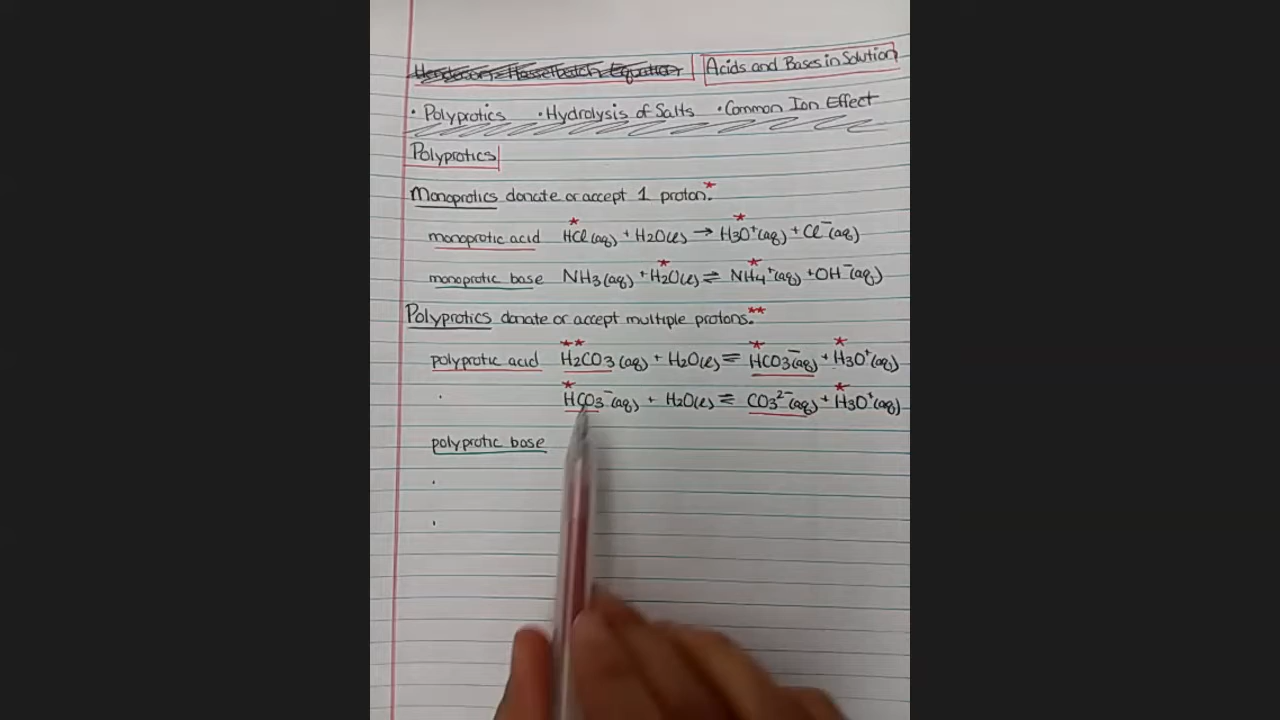 Henderson-Hasselbalch Equation Acids and Bases in Solution
· Polyprotics · Hydrolysis of Salts · Common Ion Effect
Polyprotics
Monoprotics donate or accept 1 proton.*
monoprotic acid HCl(aq) + H2O(l) → H3O⁺(aq) + Cl⁻(aq)
monoprotic base NH3(aq) + H2O(l) ⇌ NH4⁺(aq) + OH⁻(aq)
Polyprotics donate or accept multiple protons.**
polyprotic acid H2CO3(aq) + H2O(l) ⇌ HCO3⁻(aq) + H3O⁺(aq)
· HCO3⁻(aq) + H2O(l) ⇌ CO3²⁻(aq) + H3O⁺(aq)
polyprotic base